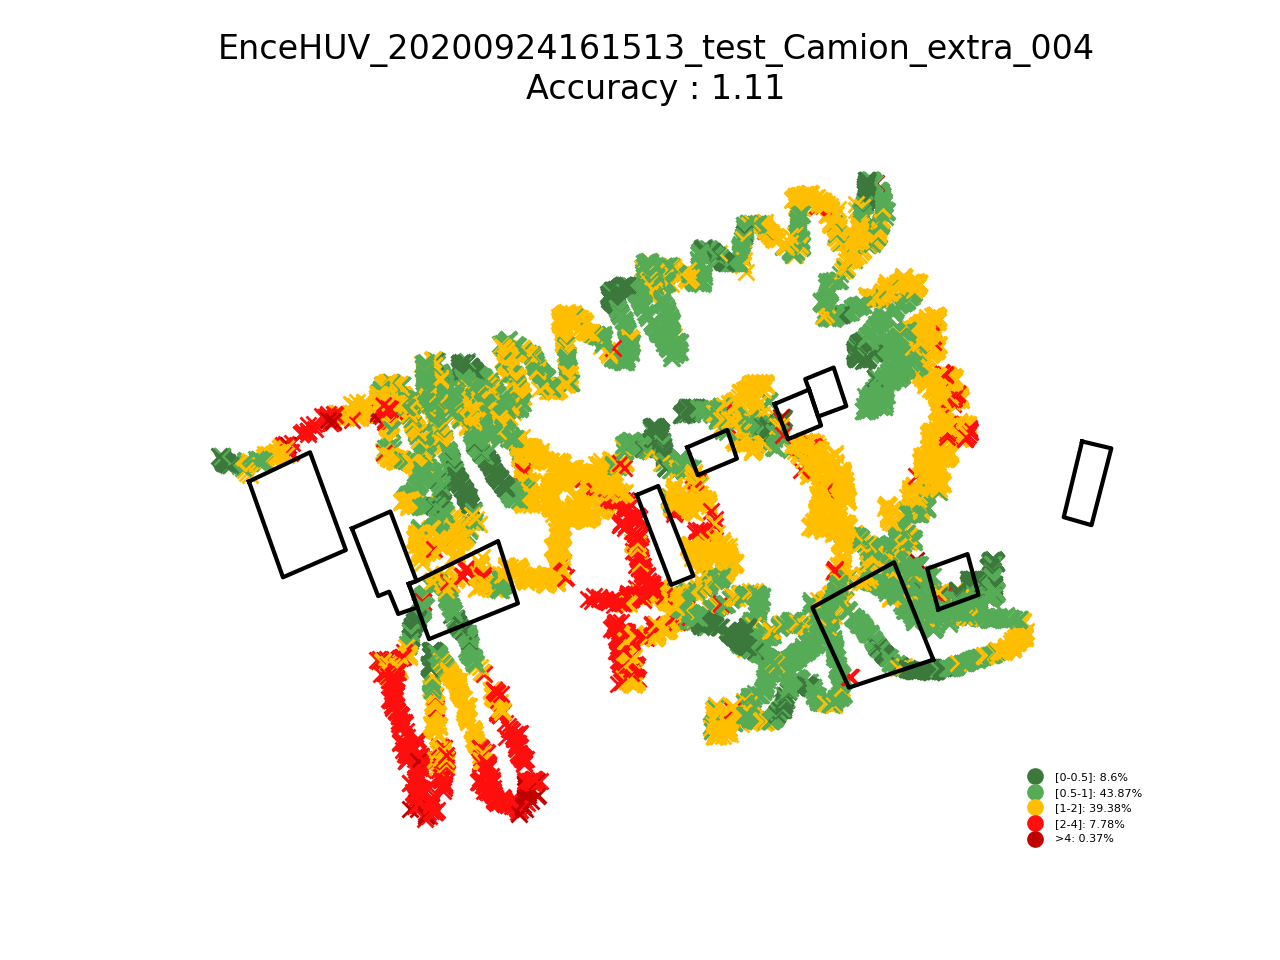 EnceHUV_20200924161513_test_Camion_extra_004
Accuracy : 1.11
[0-0.5]: 8.6%
[0.5-1]: 43.87%
[1-2]: 39.38%
[2-4]: 7.78%
>4: 0.37%